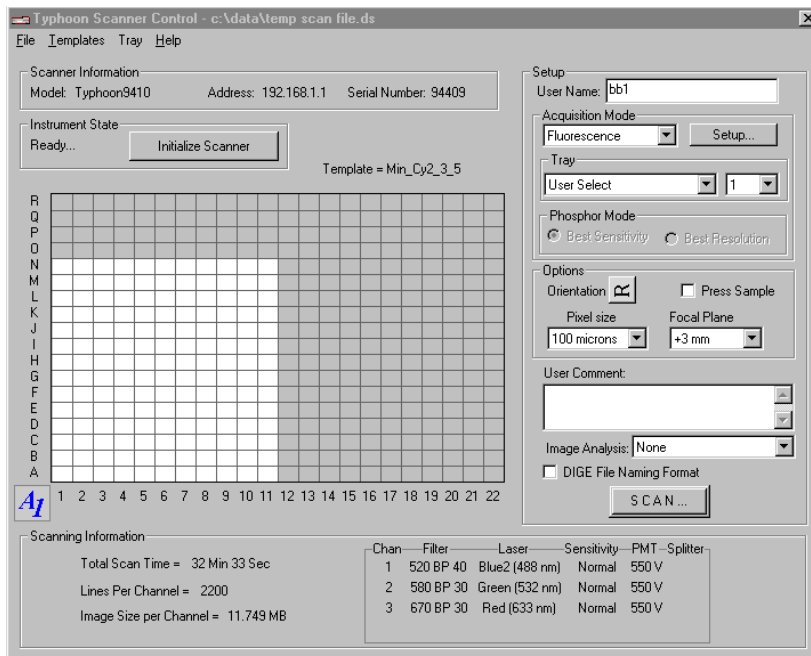 Typhoon Scanner Control - c:\data\temp scan file.ds
File Templates Tray Help
Scanner Information
Model: Typhoon9410 Address: 192.168.1.1 Serial Number: 94409
Instrument State
Ready... Initialize Scanner
Template = Min_Cy2_3_5
R
Q
P
O
N
M
L
K
J
I
H
G
F
E
D
C
B
A
A1 1 2 3 4 5 6 7 8 9 10 11 12 13 14 15 16 17 18 19 20 21 22
Setup
User Name: bb1
Acquisition Mode
Fluorescence Setup...
Tray
User Select 1
Phosphor Mode
Best Sensitivity Best Resolution
Options
Orientation R Press Sample
Pixel size Focal Plane
100 microns +3 mm
User Comment:
Image Analysis: None
DIGE File Naming Format
SCAN...
Scanning Information
Total Scan Time = 32 Min 33 Sec
Lines Per Channel = 2200
Image Size per Channel = 11.749 MB
Chan Filter Laser Sensitivity PMT Splitter
1 520 BP 40 Blue2 (488 nm) Normal 550 V
2 580 BP 30 Green (532 nm) Normal 550 V
3 670 BP 30 Red (633 nm) Normal 550 V